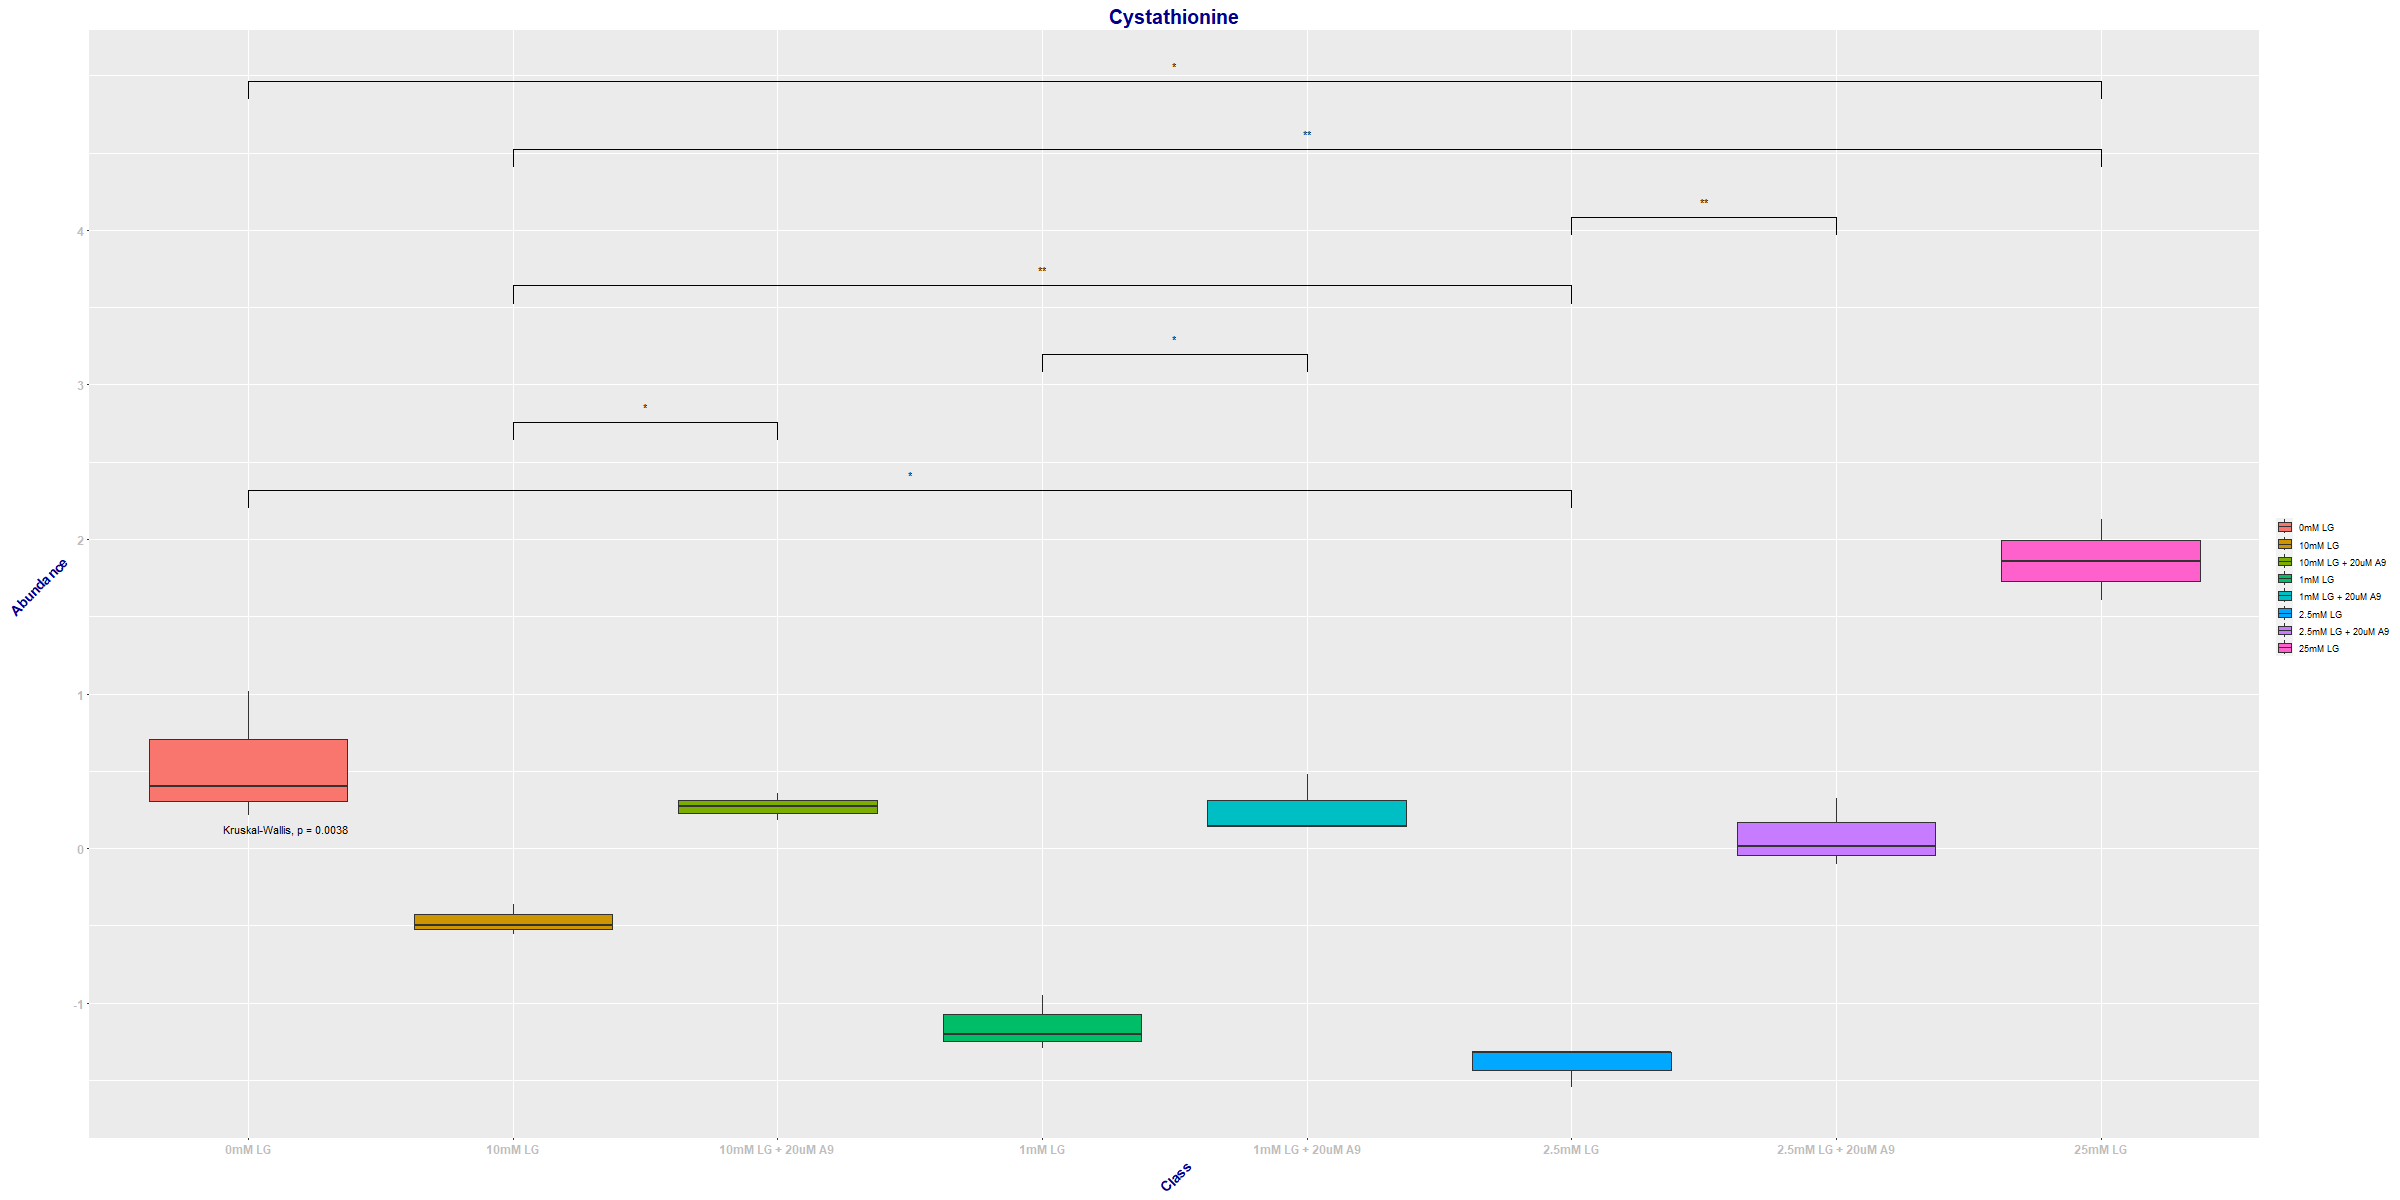 Cystathionine
*
**
**
**
*
*
*
4
3
2
1
0
-1
Abundance
Kruskal-Wallis, p = 0.0038
0mM LG
10mM LG
10mM LG + 20uM A9
1mM LG
1mM LG + 20uM A9
2.5mM LG
2.5mM LG + 20uM A9
25mM LG
Class
0mM LG
10mM LG
10mM LG + 20uM A9
1mM LG
1mM LG + 20uM A9
2.5mM LG
2.5mM LG + 20uM A9
25mM LG